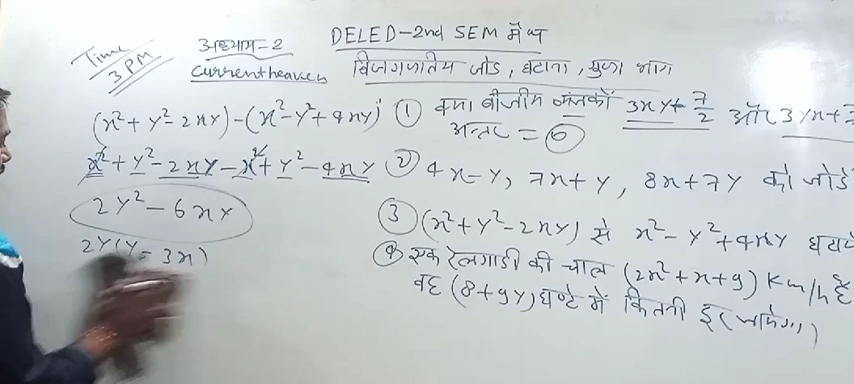 DELED-2nd SEM मैथ
Time 3PM
अध्याय-2
Currentheaven
बिजगणितिय जोड, घटाना, गुणा भाग
(x²+y²-2xy)-(x²-y²+4xy)
x²+y²-2xy-x²+y²-4xy
2y²-6xy
2y(y-3x)
① क्या बीजीय व्यंजकों 3xy+7/2 और 3yx+7
अन्तर = 0
② 4x-y, 7x+y, 8x+7y को जोडे
③ (x²+y²-2xy) से x²-y²+4xy घटाये
④ एक रेलगाडी की चाल (2x²+x+9) Km/h है
वह (8+9y) घण्टे में कितनी दूर जायेगा)